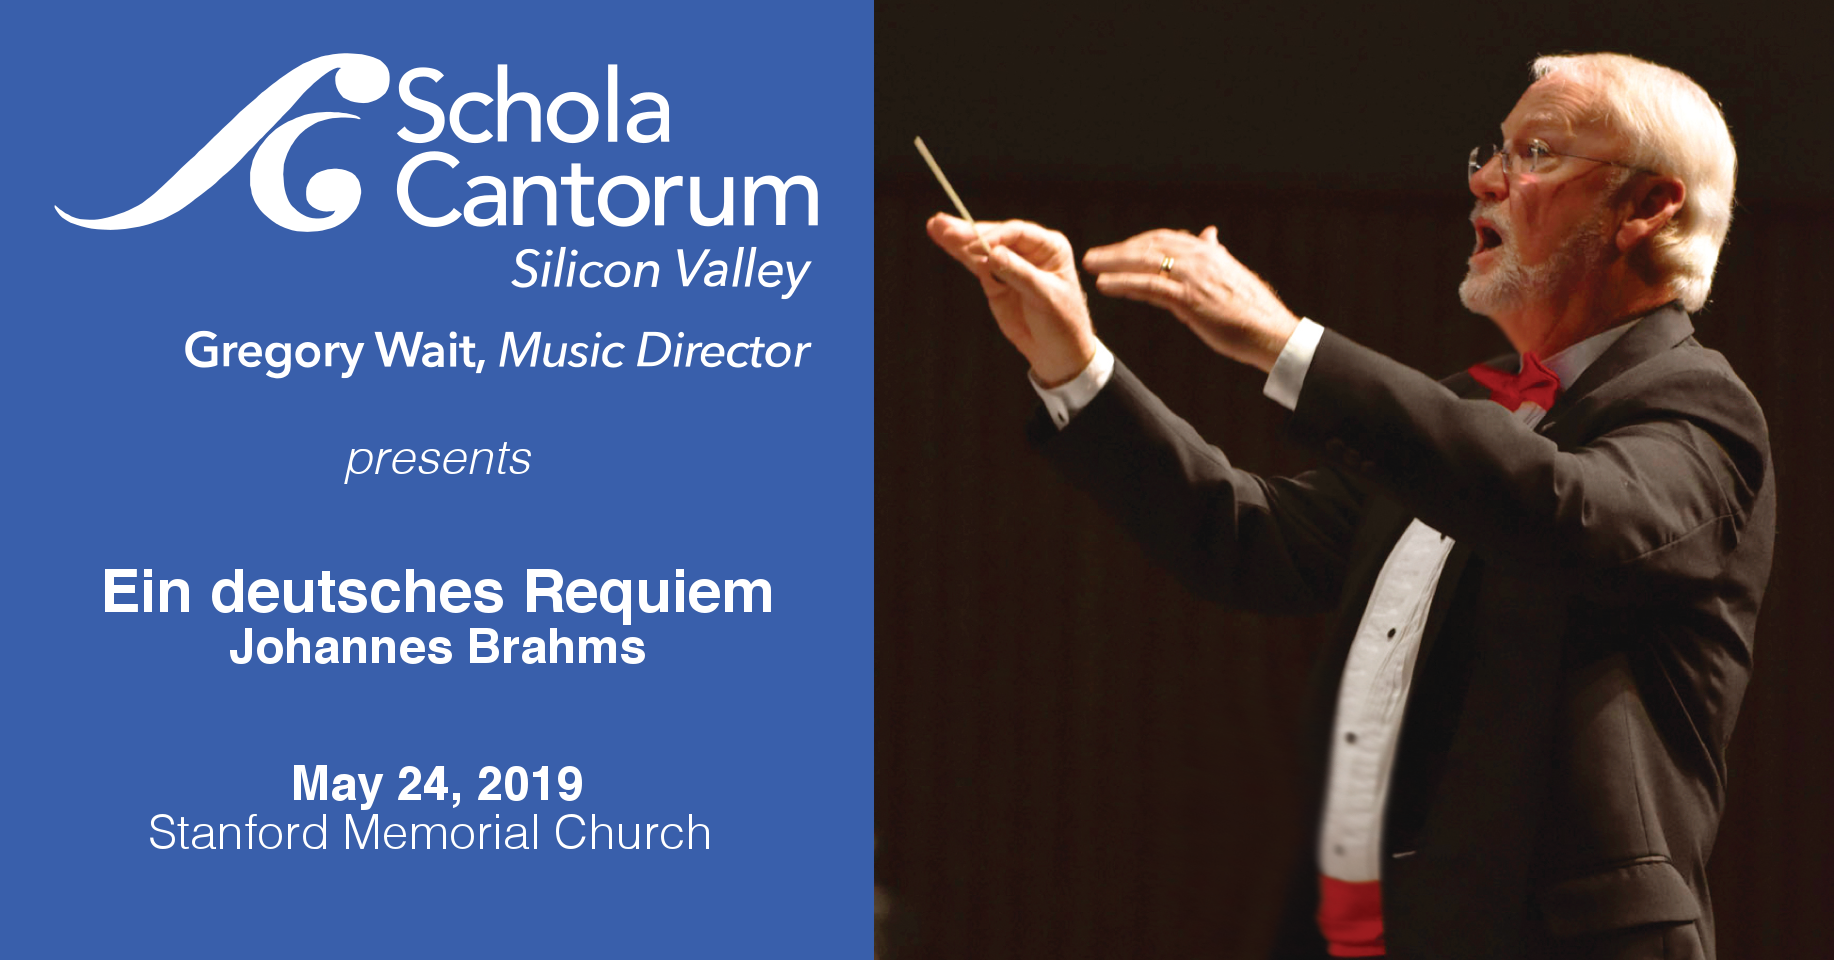 Schola
Cantorum
Silicon Valley
Gregory Wait, Music Director
presents
Ein deutsches Requiem
Johannes Brahms
May 24, 2019
Stanford Memorial Church